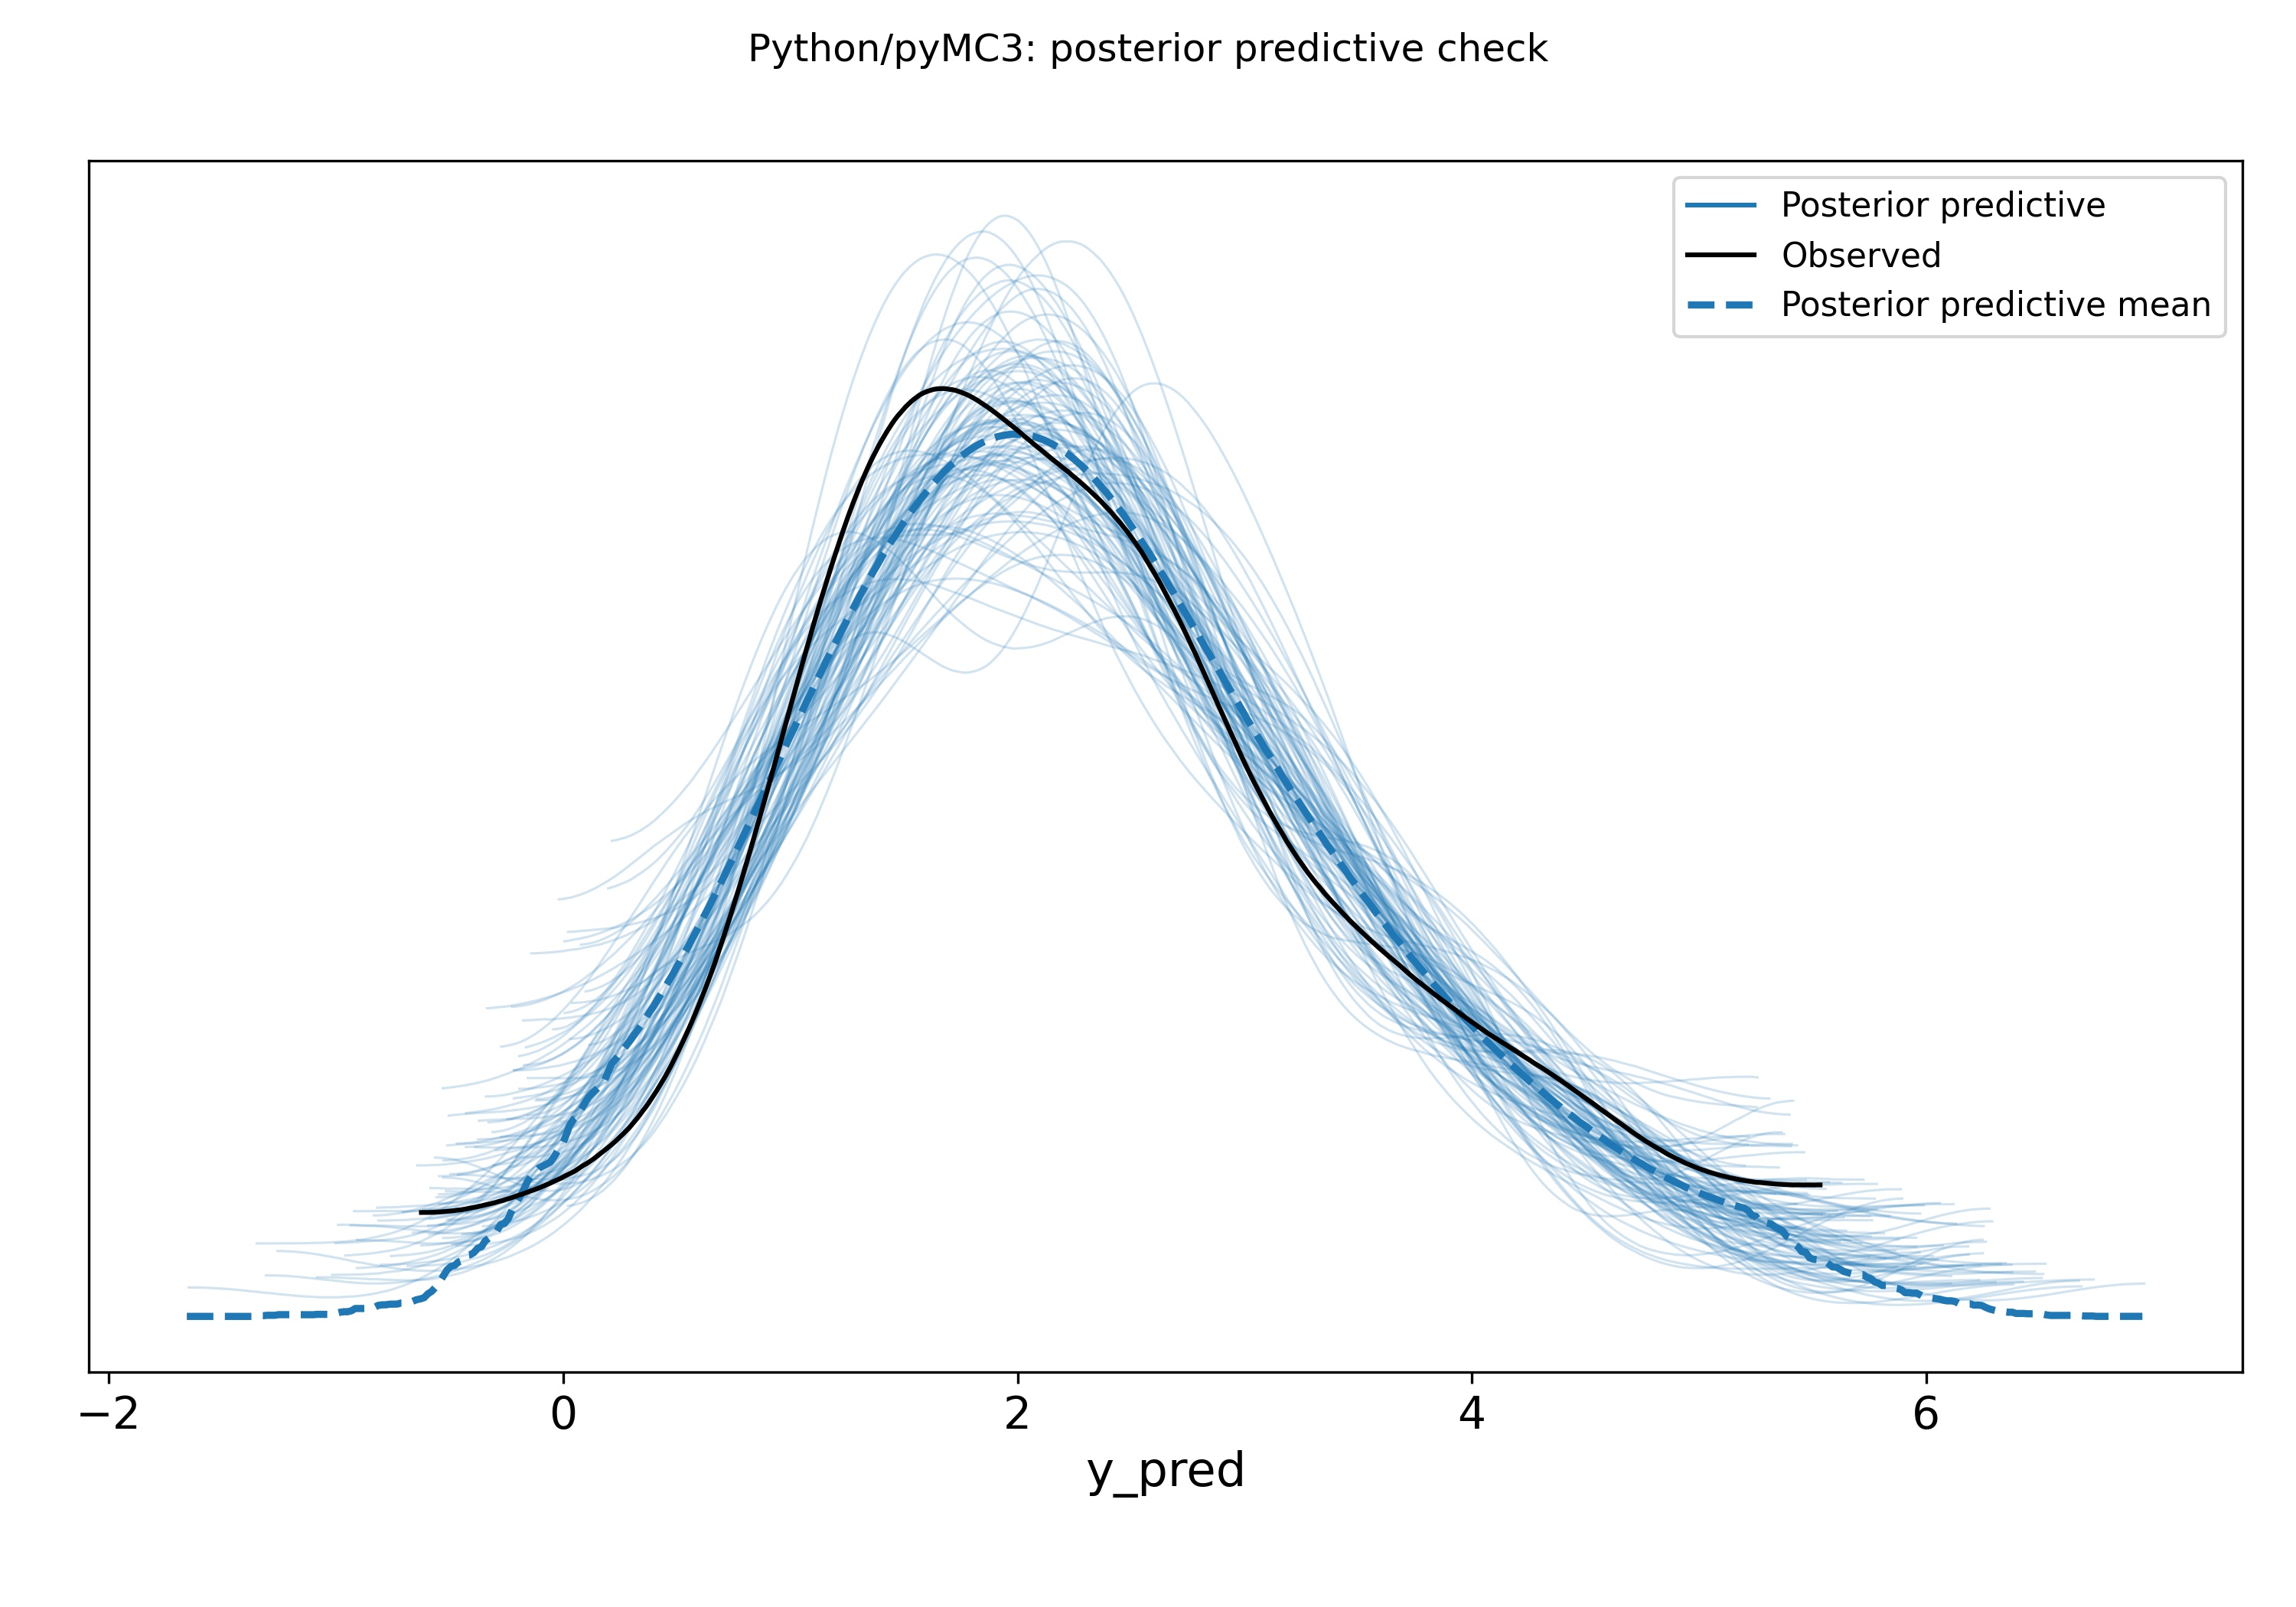 Python/pyMC3: posterior predictive check
Posterior predictive
Observed
Posterior predictive mean
−2 0 2 4 6
y_pred